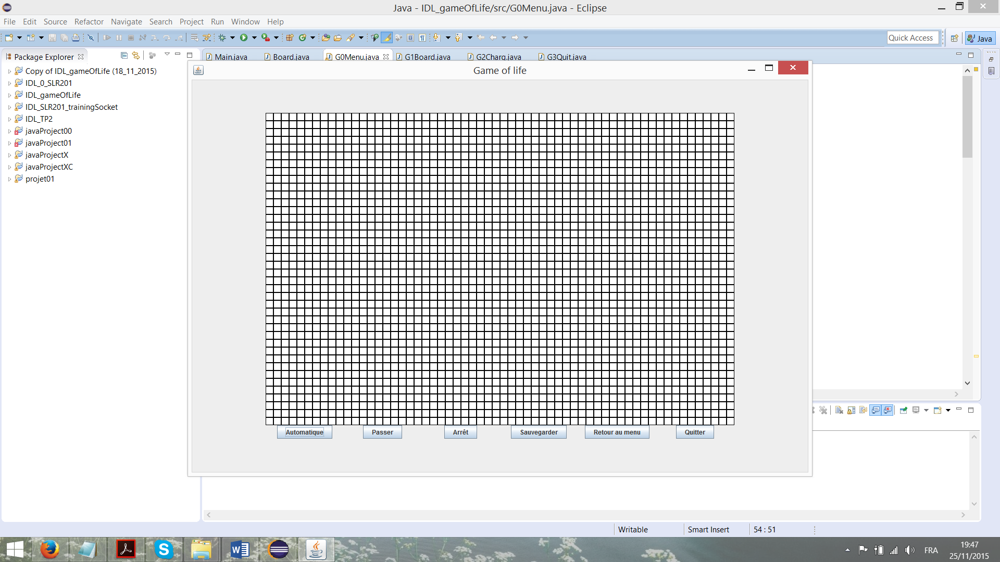 Java - IDL_gameOfLife/src/G0Menu.java - Eclipse
File Edit Source Refactor Navigate Search Project Run Window Help
Quick Access
Java
Package Explorer
Main.java Board.java G0Menu.java G1Board.java G2Charg.java G3Quit.java
Copy of IDL_gameOfLife (18_11_2015)
IDL_0_SLR201
IDL_gameOfLife
IDL_SLR201_trainingSocket
IDL_TP2
javaProject00
javaProject01
javaProjectX
javaProjectXC
projet01
Game of life
Automatique Passer Arrêt Sauvegarder Retour au menu Quitter
Writable Smart Insert 54 : 51
FRA
19:47
25/11/2015